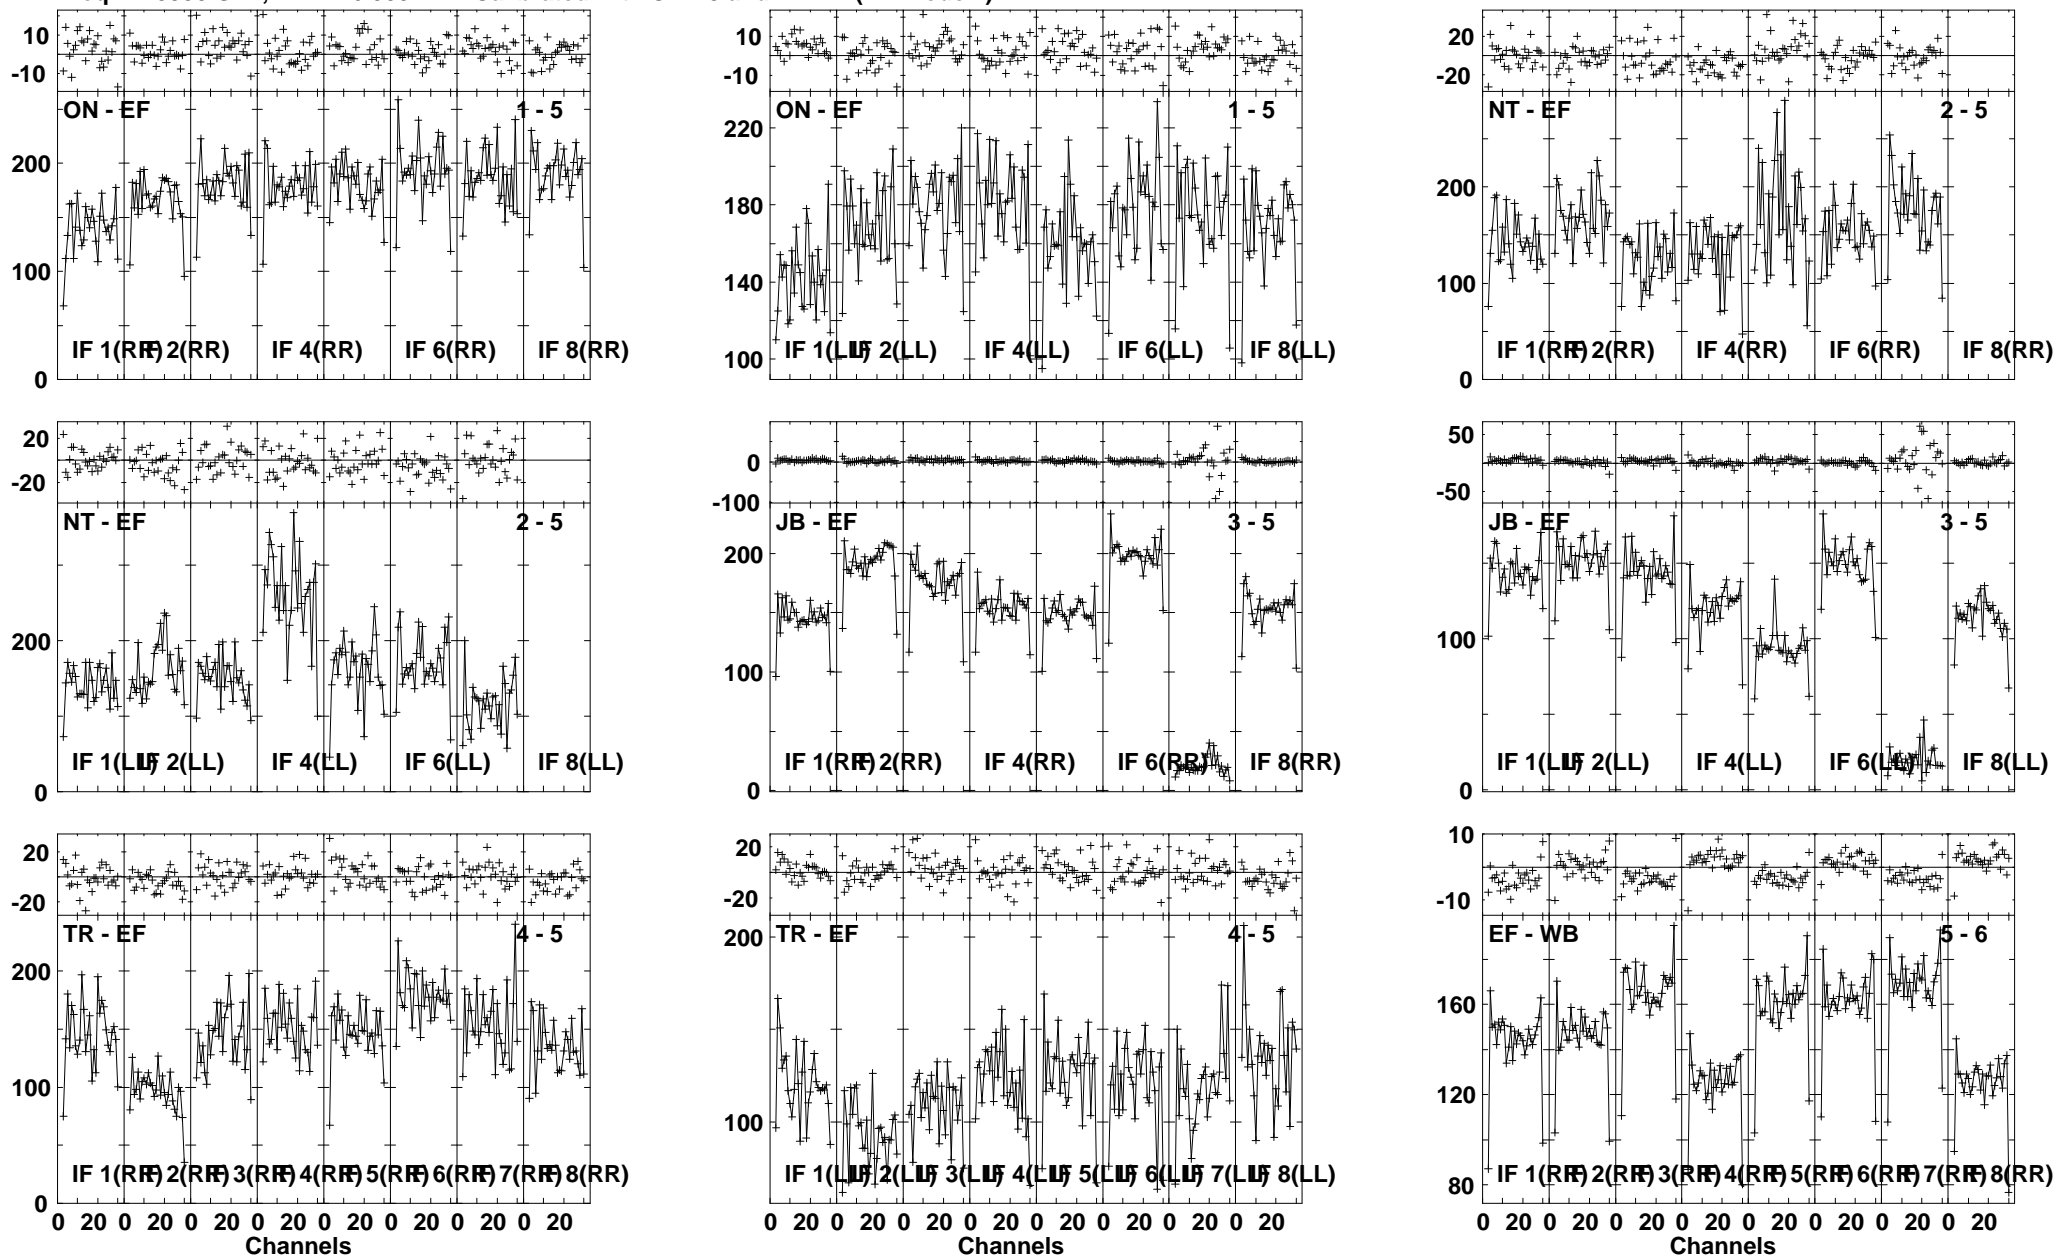 10
-10
ON - EF 1 - 5
200
100
0
IF 1(RR) IF 2(RR) IF 4(RR) IF 6(RR) IF 8(RR)
10
-10
ON - EF 1 - 5
220
180
140
100
IF 1(LL) IF 2(LL) IF 4(LL) IF 6(LL) IF 8(LL)
20
-20
NT - EF 2 - 5
200
100
0
IF 1(RR) IF 2(RR) IF 4(RR) IF 6(RR) IF 8(RR)
20
-20
NT - EF 2 - 5
200
0
IF 1(LL) IF 2(LL) IF 4(LL) IF 6(LL) IF 8(LL)
0
-100
JB - EF 3 - 5
200
100
0
IF 1(RR) IF 2(RR) IF 4(RR) IF 6(RR) IF 8(RR)
50
-50
JB - EF 3 - 5
100
0
IF 1(LL) IF 2(LL) IF 4(LL) IF 6(LL) IF 8(LL)
20
-20
TR - EF 4 - 5
200
100
0
IF 1(RR) IF 2(RR) IF 3(RR) IF 4(RR) IF 5(RR) IF 6(RR) IF 7(RR) IF 8(RR)
0 20 0 20 0 20 0 20 0 20 0 20 0 20 0 20
Channels
20
-20
TR - EF 4 - 5
200
100
IF 1(LL) IF 2(LL) IF 3(LL) IF 4(LL) IF 5(LL) IF 6(LL) IF 7(LL) IF 8(LL)
0 20 0 20 0 20 0 20 0 20 0 20 0 20 0 20
Channels
10
-10
EF - WB 5 - 6
160
120
80
IF 1(RR) IF 2(RR) IF 3(RR) IF 4(RR) IF 5(RR) IF 6(RR) IF 7(RR) IF 8(RR)
0 20 0 20 0 20 0 20 0 20 0 20 0 20 0 20
Channels